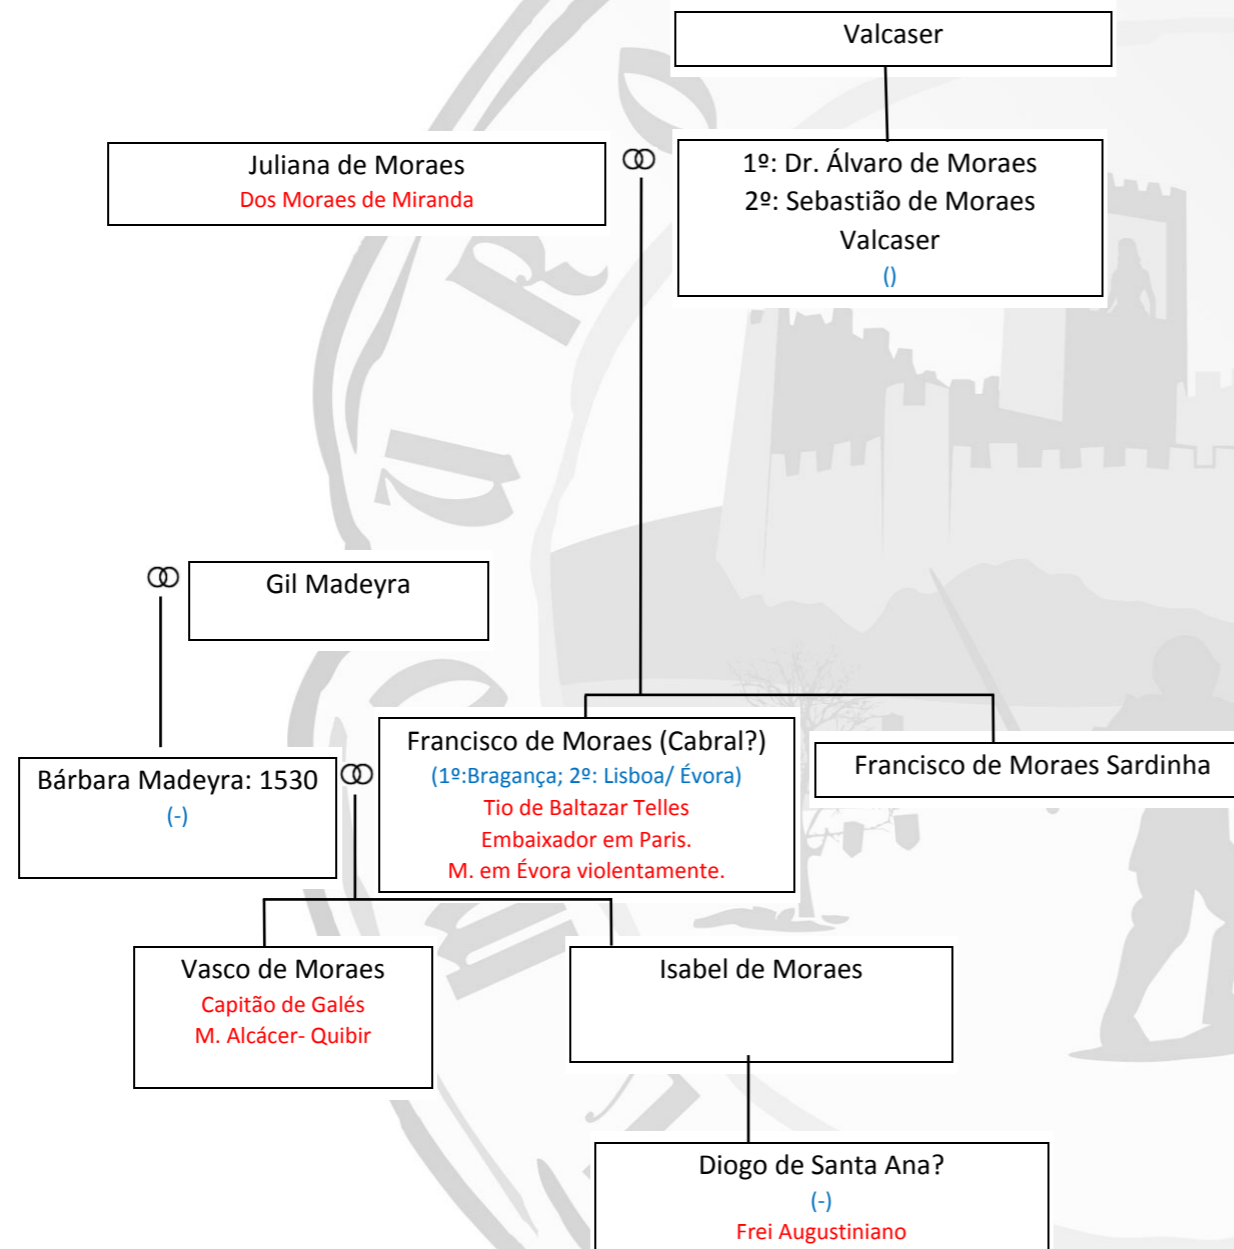 Valcaser
Juliana de Moraes
Dos Moraes de Miranda
1º: Dr. Álvaro de Moraes
2º: Sebastião de Moraes
Valcaser
()
Gil Madeyra
Bárbara Madeyra: 1530
(-)
Francisco de Moraes (Cabral?)
(1º:Bragança; 2º: Lisboa/ Évora)
Tio de Baltazar Telles
Embaixador em Paris.
M. em Évora violentamente.
Francisco de Moraes Sardinha
Vasco de Moraes
Capitão de Galés
M. Alcácer- Quibir
Isabel de Moraes
Diogo de Santa Ana?
(-)
Frei Augustiniano